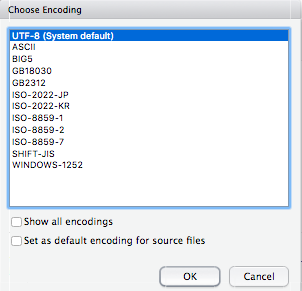 Choose Encoding
UTF-8 (System default)
ASCII
BIG5
GB18030
GB2312
ISO-2022-JP
ISO-2022-KR
ISO-8859-1
ISO-8859-2
ISO-8859-7
SHIFT-JIS
WINDOWS-1252
Show all encodings
Set as default encoding for source files
OK
Cancel